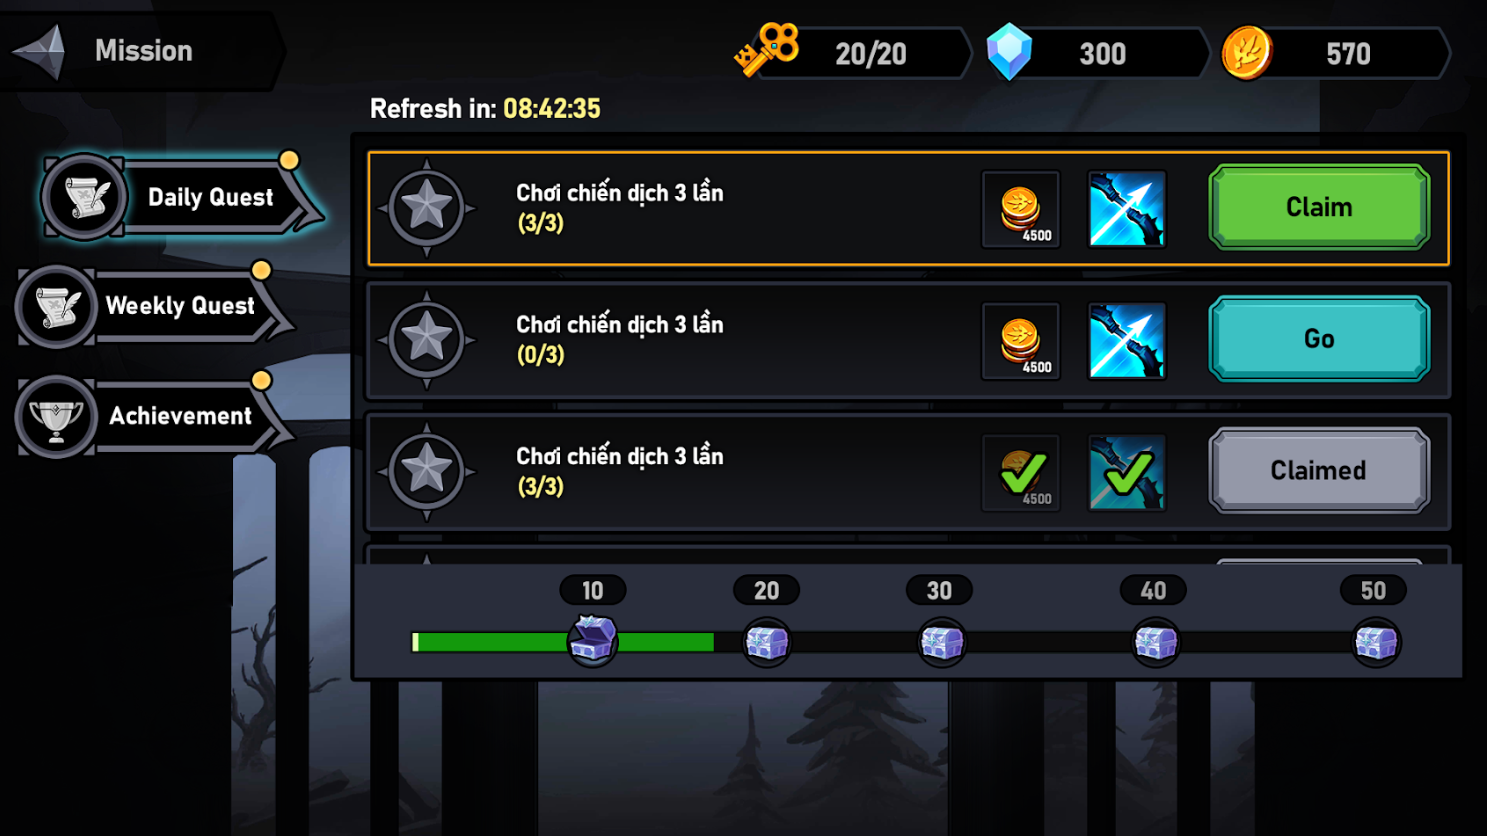 Mission
20/20
300
570
Refresh in: 08:42:35
Daily Quest
Weekly Quest
Achievement
Chơi chiến dịch 3 lần
(3/3)
4500
Claim
Chơi chiến dịch 3 lần
(0/3)
4500
Go
Chơi chiến dịch 3 lần
(3/3)
4500
Claimed
10
20
30
40
50